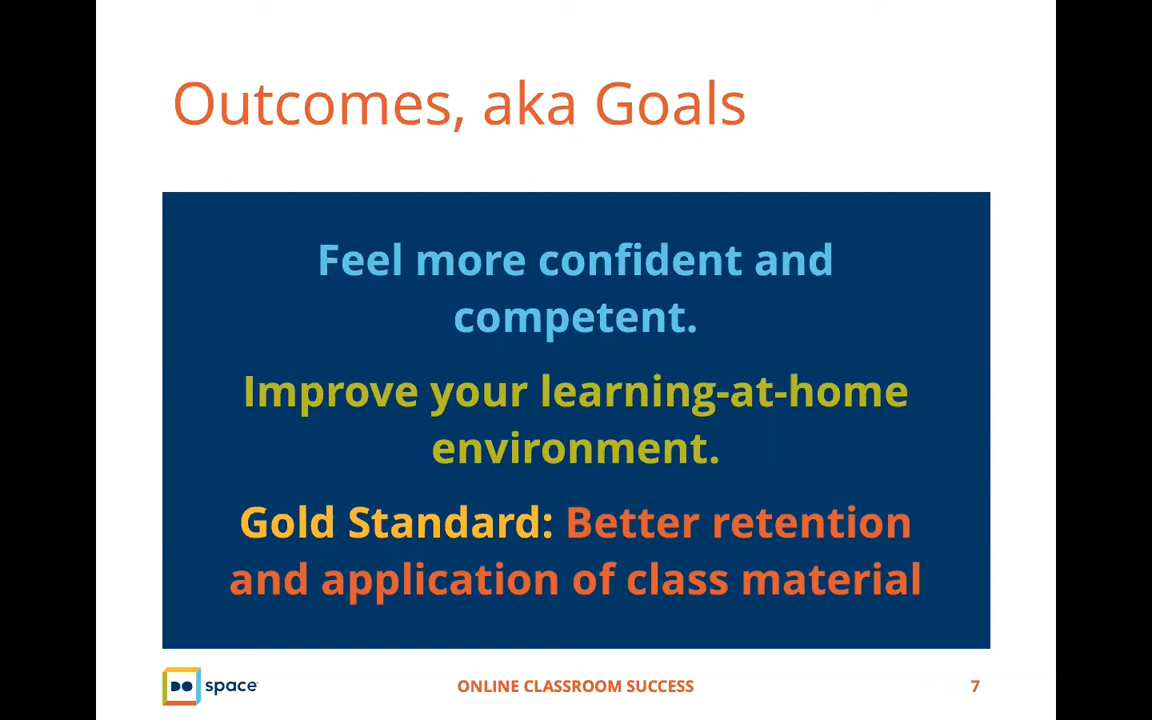 Outcomes, aka Goals
Feel more confident and
competent.
Improve your learning-at-home
environment.
Gold Standard: Better retention
and application of class material
DO space
ONLINE CLASSROOM SUCCESS
7